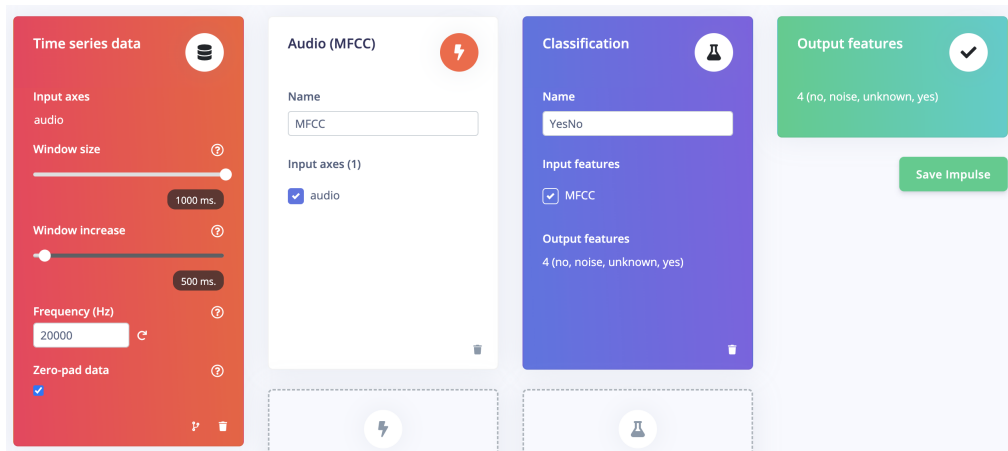 Time series data
Input axes
audio
Window size
1000 ms.
Window increase
500 ms.
Frequency (Hz)
20000
Zero-pad data
Audio (MFCC)
Name
MFCC
Input axes (1)
audio
Classification
Name
YesNo
Input features
MFCC
Output features
4 (no, noise, unknown, yes)
Output features
4 (no, noise, unknown, yes)
Save Impulse